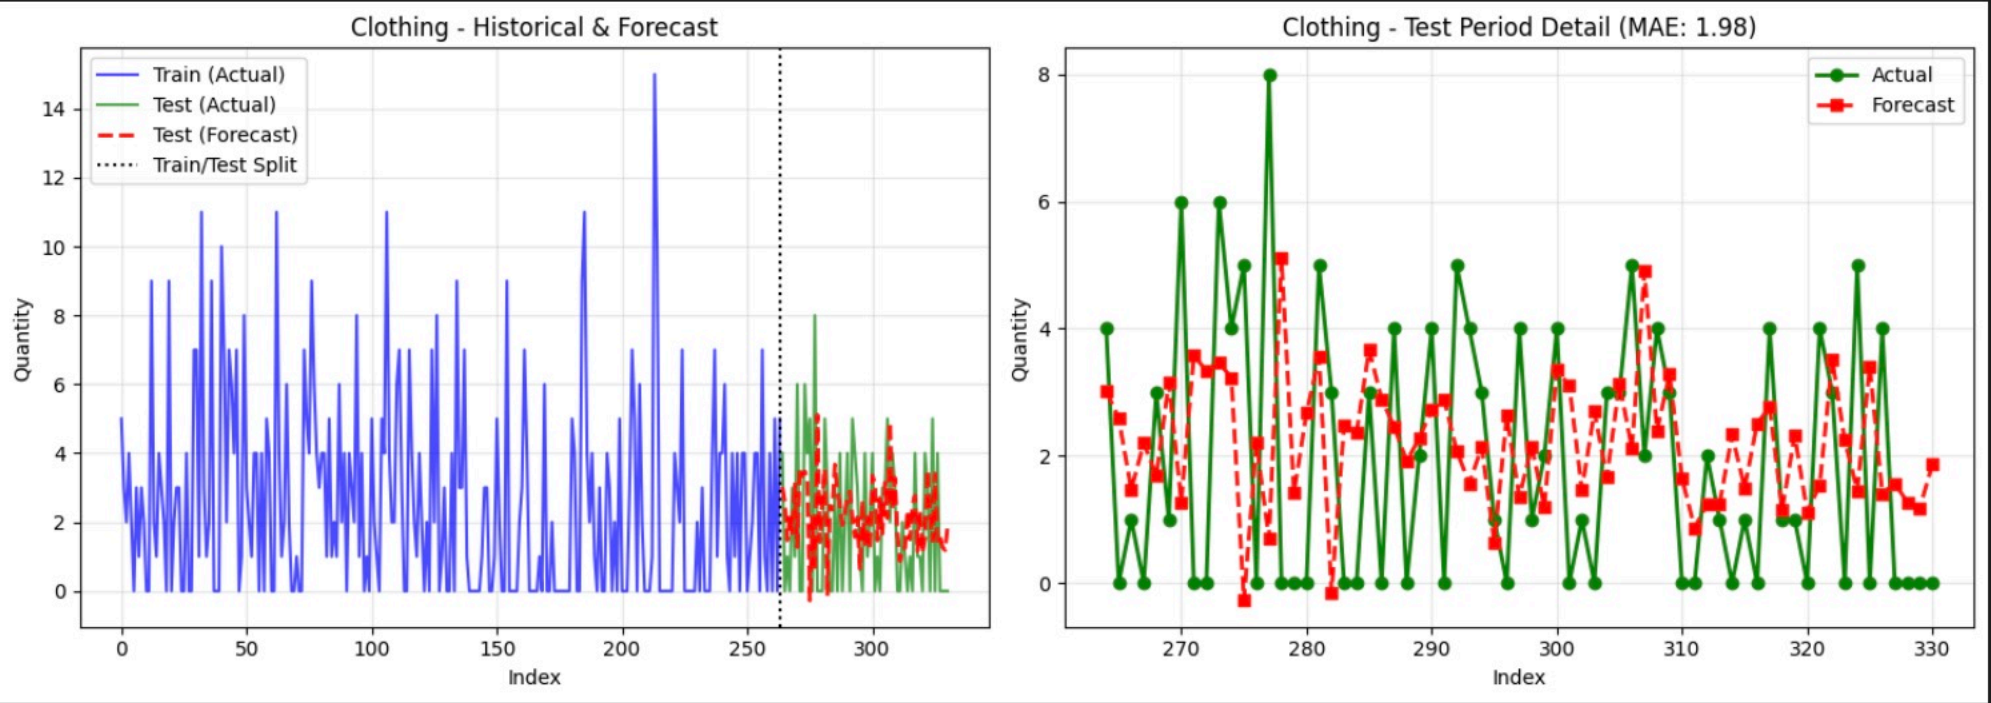 Clothing - Historical & Forecast
Train (Actual)
Test (Actual)
Test (Forecast)
Train/Test Split
Quantity
14
12
10
8
6
4
2
0
0 50 100 150 200 250 300
Index
Clothing - Test Period Detail (MAE: 1.98)
Actual
Forecast
Quantity
8
6
4
2
0
270 280 290 300 310 320 330
Index